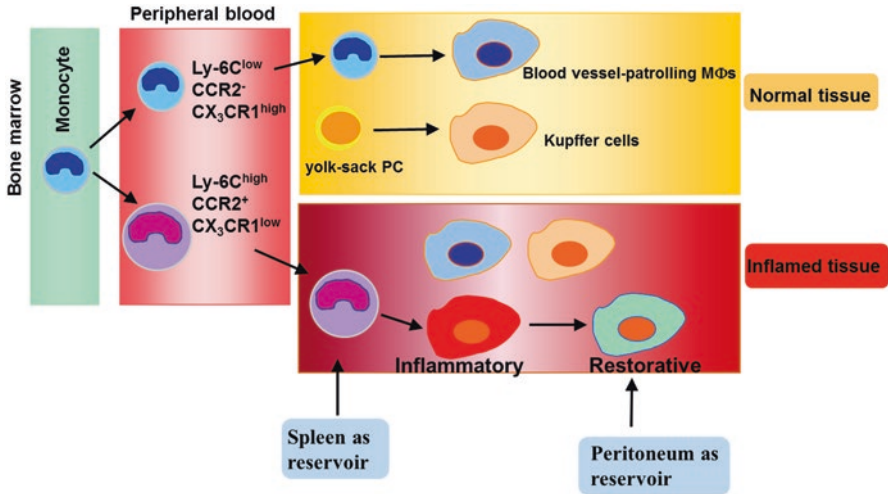 Peripheral blood
Bone marrow
Monocyte
Ly-6Clow
CCR2-
CX3CR1high
Ly-6Chigh
CCR2+
CX3CR1low
Blood vessel-patrolling MΦs
yolk-sack PC
Kupffer cells
Normal tissue
Inflamed tissue
Inflammatory
Restorative
Spleen as
reservoir
Peritoneum as
reservoir